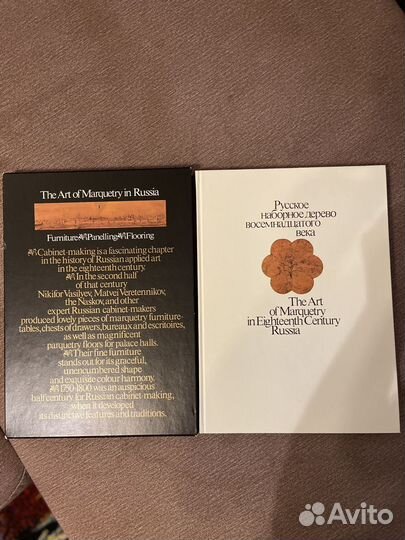 The Art of Marquetry in Russia
Furniture Panelling Flooring
Cabinet-making is a fascinating chapter
in the history of Russian applied art
in the eighteenth century.
In the second half
of that century
Nikifor Vasilyev, Matvei Veretennikov,
the Naskov, and other
expert Russian cabinet-makers
produced lovely pieces of marquetry furniture-
tables, chests of drawers, bureaux and escritoires,
as well as magnificent
parquetry floors for palace halls.
Their fine furniture
stands out for its graceful,
unencumbered shape
and exquisite colour harmony.
1750-1800 was an auspicious
half century for Russian cabinet-making,
when it developed
its distinctive features and traditions.
Русское
наборное дерево
восемнадцатого
века
The Art
of Marquetry
in Eighteenth Century
Russia
Avito